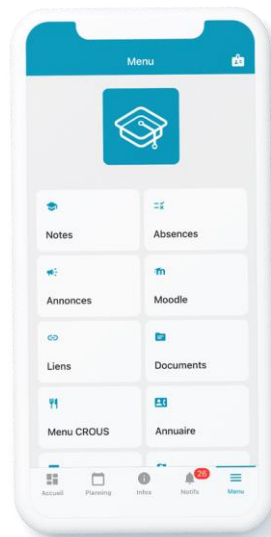 Menu
Notes
Absences
Annonces
Moodle
Liens
Documents
Menu CROUS
Annuaire
26
Accueil
Planning
Infos
Notifs
Menu